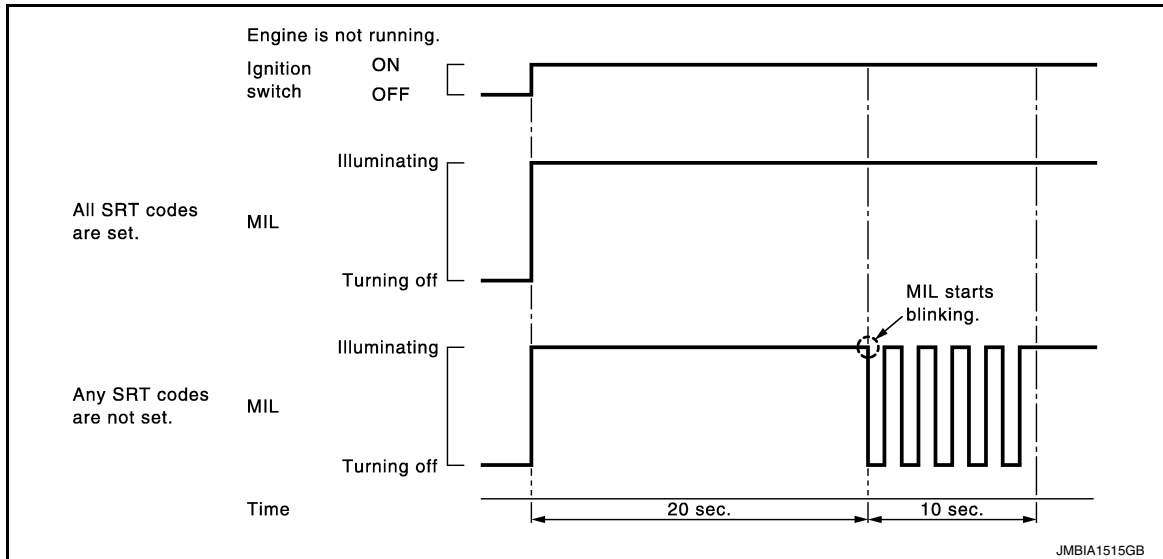 Engine is not running.
Ignition
switch
ON
OFF
Illuminating
All SRT codes
are set.
MIL
Turning off
MIL starts
blinking.
Illuminating
Any SRT codes
are not set.
MIL
Turning off
Time
20 sec.
10 sec.
JMBIA1515GB